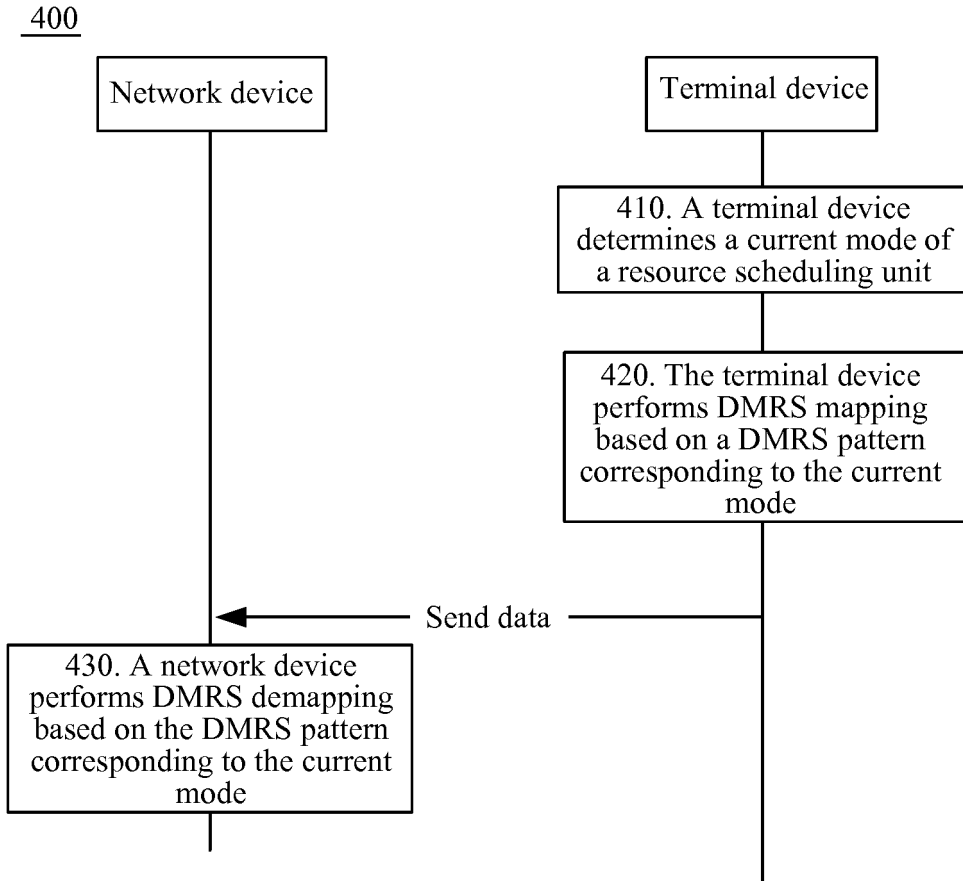 400
Network device
Terminal device
410. A terminal device
determines a current mode of
a resource scheduling unit
420. The terminal device
performs DMRS mapping
based on a DMRS pattern
corresponding to the current
mode
Send data
430. A network device
performs DMRS demapping
based on the DMRS pattern
corresponding to the current
mode